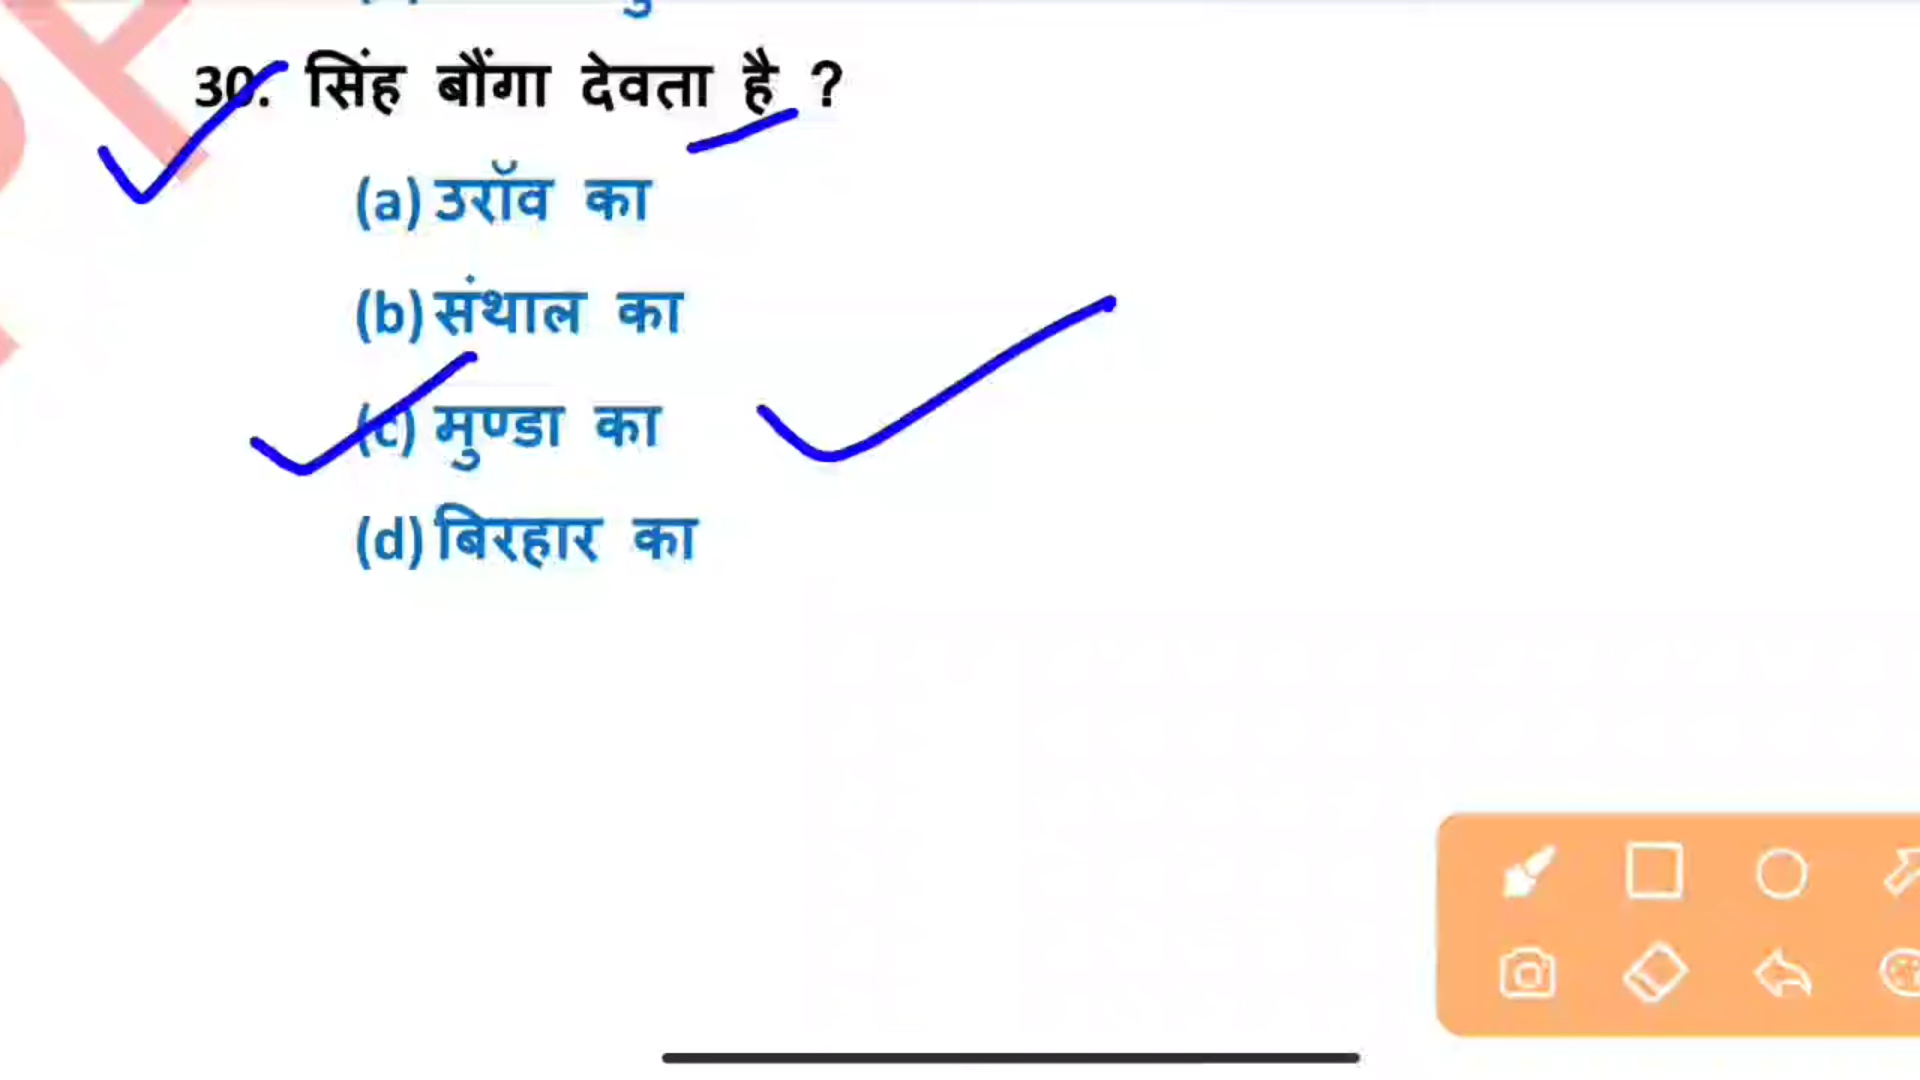 30. सिंह बौंगा देवता है ?
(a) उरॉव का
(b) संथाल का
(c) मुण्डा का
(d) बिरहार का